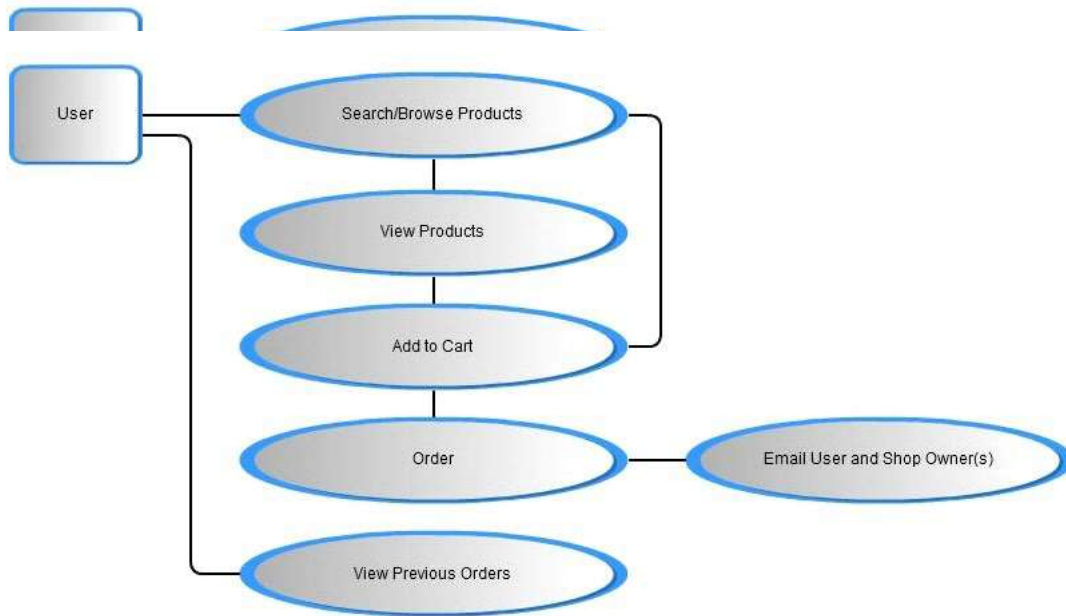 User
Search/Browse Products
View Products
Add to Cart
Order
Email User and Shop Owner(s)
View Previous Orders